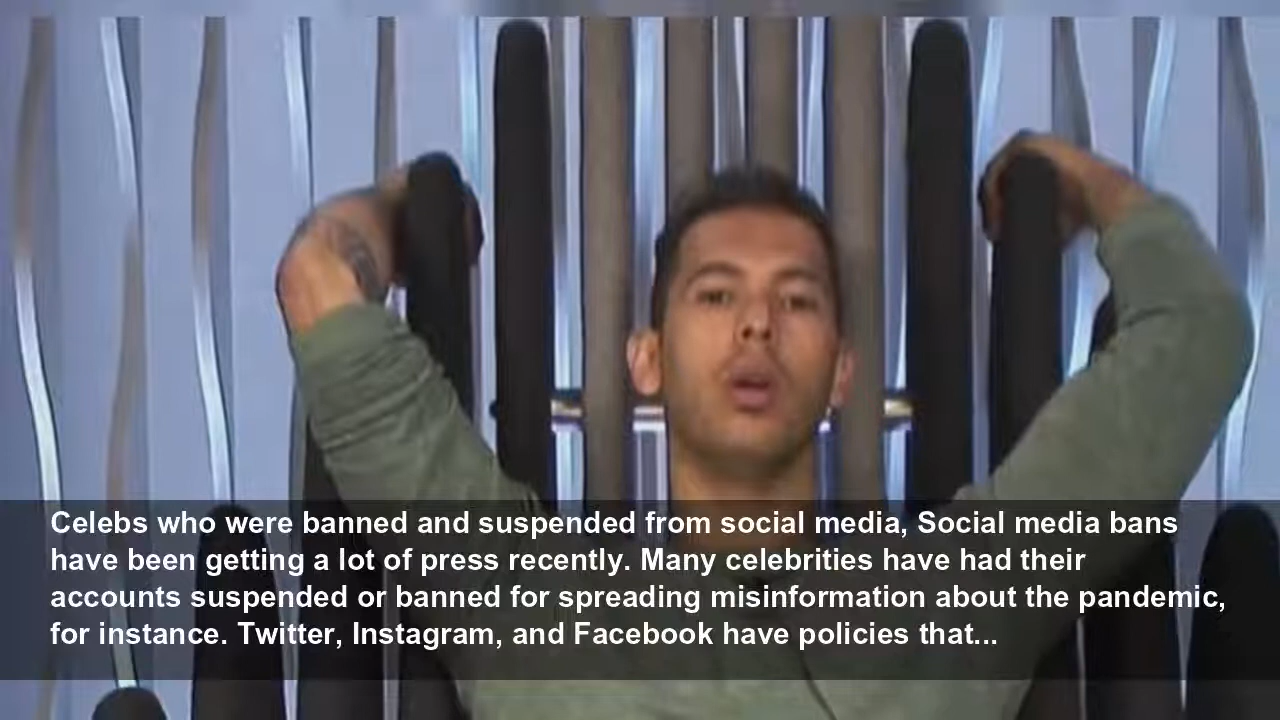 Celebs who were banned and suspended from social media, Social media bans
have been getting a lot of press recently. Many celebrities have had their
accounts suspended or banned for spreading misinformation about the pandemic,
for instance. Twitter, Instagram, and Facebook have policies that...